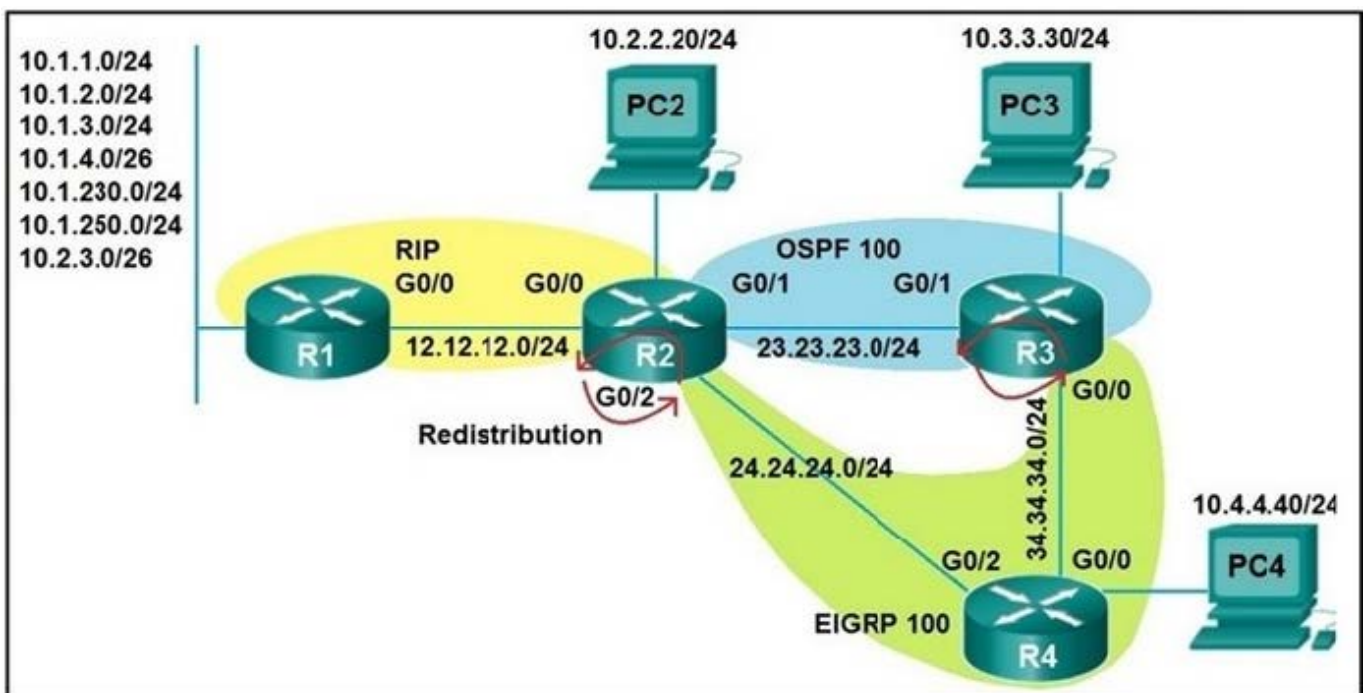 10.1.1.0/24
10.1.2.0/24
10.1.3.0/24
10.1.4.0/26
10.1.230.0/24
10.1.250.0/24
10.2.3.0/26
10.2.2.20/24
10.3.3.30/24
PC2
PC3
RIP
OSPF 100
G0/0
G0/0
G0/1
G0/1
R1
12.12.12.0/24
R2
23.23.23.0/24
R3
G0/2
G0/0
Redistribution
24.24.24.0/24
34.34.34.0/24
10.4.4.40/24
G0/2
G0/0
PC4
EIGRP 100
R4